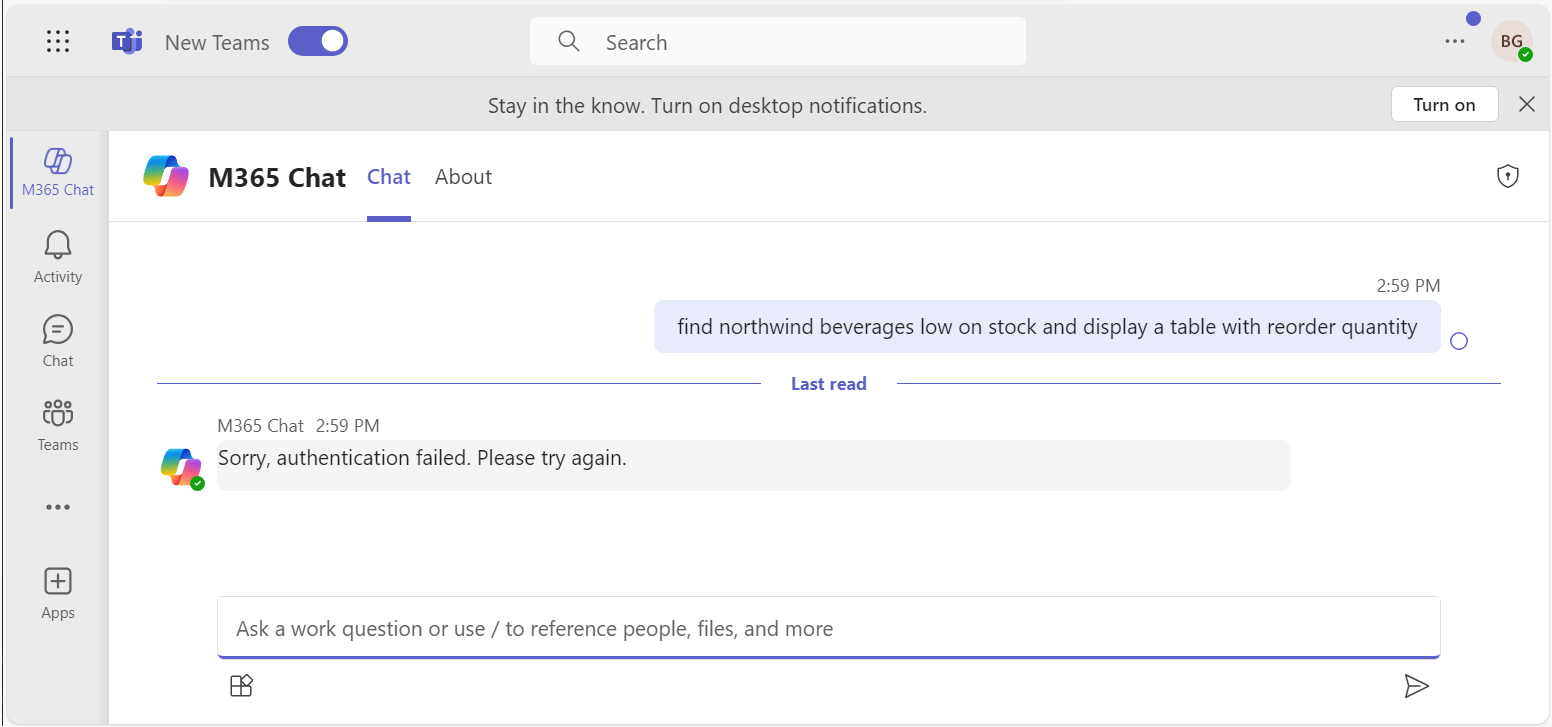 New Teams
Search
BG
Stay in the know. Turn on desktop notifications.
Turn on
M365 Chat
Activity
Chat
Teams
Apps
M365 Chat
Chat
About
2:59 PM
find northwind beverages low on stock and display a table with reorder quantity
Last read
M365 Chat 2:59 PM
Sorry, authentication failed. Please try again.
Ask a work question or use / to reference people, files, and more